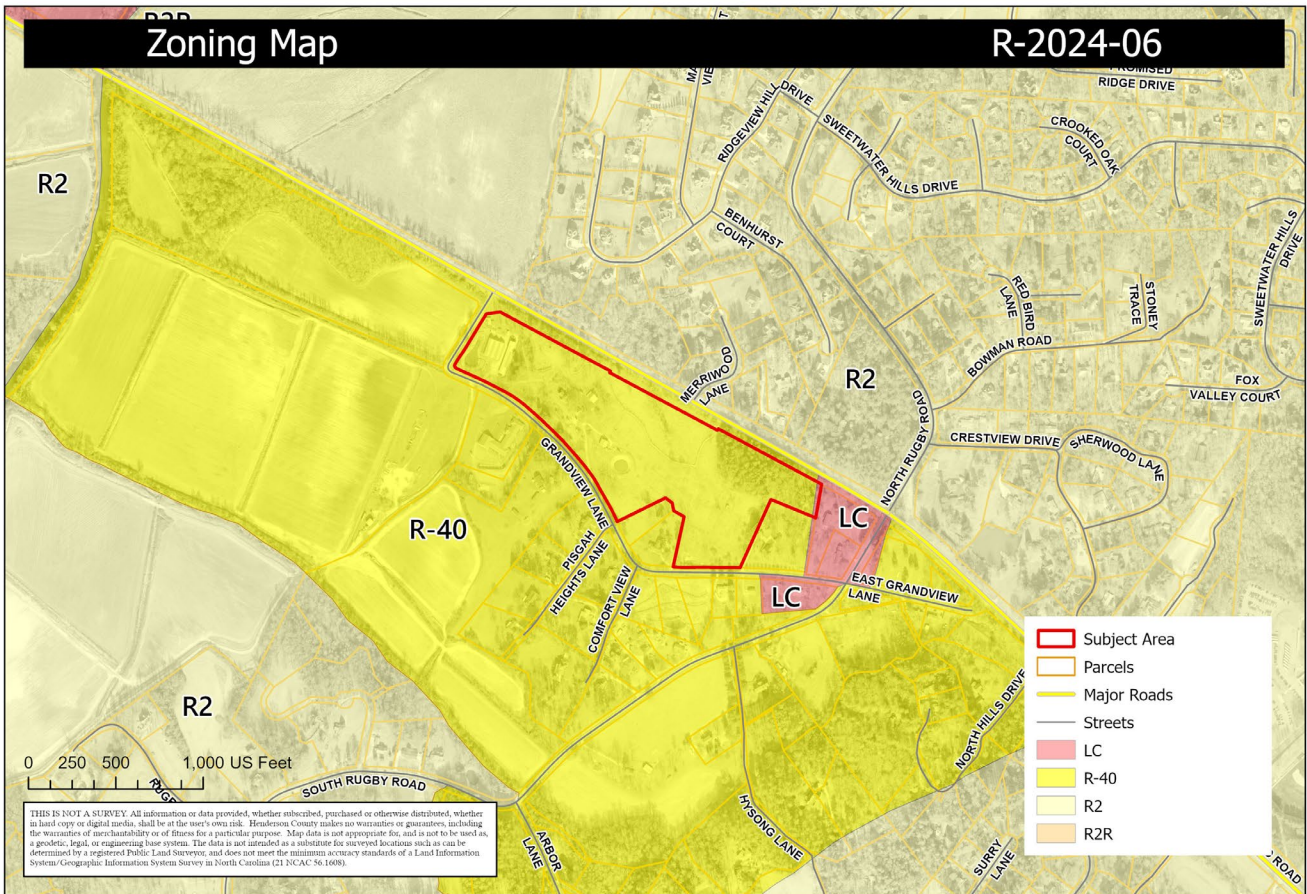 R2R
Zoning Map
R-2024-06
PROMISED
RIDGE DRIVE
RIDGEVIEW HILL DRIVE
SWEETWATER HILLS DRIVE
CROOKED OAK
COURT
R2
BENHURST
COURT
SWEETWATER HILLS
DRIVE
RED BIRD
LANE
STONEY
TRACE
BOWMAN ROAD
MERRIWOOD
LANE
R2
FOX
VALLEY COURT
NORTH RUGBY ROAD
CRESTVIEW DRIVE
SHERWOOD LANE
GRANDVIEW LANE
R-40
LC
PISGAH
HEIGHTS LANE
COMFORT VIEW
LANE
EAST GRANDVIEW
LANE
LC
NORTH HILLS DRIVE
R2
SOUTH RUGBY ROAD
HYSONG LANE
ARBOR
LANE
SURRY
LANE
ROAD
0 250 500 1,000 US Feet
Subject Area
Parcels
Major Roads
Streets
LC
R-40
R2
R2R
THIS IS NOT A SURVEY. All information or data provided, whether subscribed, purchased or otherwise distributed, whether
in hard copy or digital media, shall be at the user's own risk. Henderson County makes no warranties or guarantees, including
the warranties of merchantability or of fitness for a particular purpose. Map data is not appropriate for, and is not to be used as,
a geodetic, legal, or engineering base system. The data is not intended as a substitute for surveyed locations such as can be
determined by a registered Public Land Surveyor, and does not meet the minimum accuracy standards of a Land Information
System/Geographic Information System Survey in North Carolina (21 NCAC 56.1608).